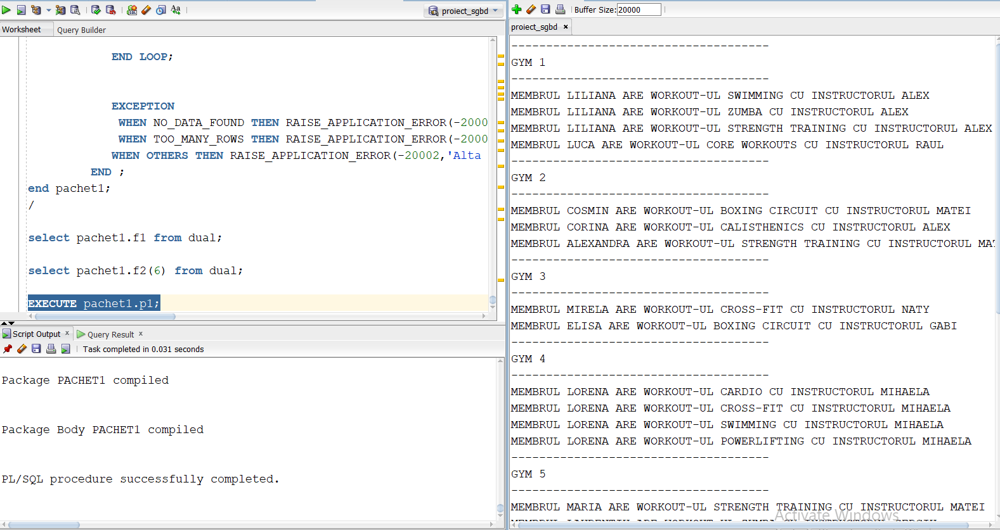 proiect_sgbd
Worksheet
Query Builder
END LOOP;
EXCEPTION
WHEN NO_DATA_FOUND THEN RAISE_APPLICATION_ERROR(-2000
WHEN TOO_MANY_ROWS THEN RAISE_APPLICATION_ERROR(-2000
WHEN OTHERS THEN RAISE_APPLICATION_ERROR(-20002,'Alta
END ;
end pachet1;
/
select pachet1.f1 from dual;
select pachet1.f2(6) from dual;
EXECUTE pachet1.p1;
Script Output x
Query Result x
Task completed in 0.031 seconds
Package PACHET1 compiled
Package Body PACHET1 compiled
PL/SQL procedure successfully completed.
Buffer Size: 20000
proiect_sgbd x
-------------------------------------
GYM 1
-------------------------------------
MEMBRUL LILIANA ARE WORKOUT-UL SWIMMING CU INSTRUCTORUL ALEX
MEMBRUL LILIANA ARE WORKOUT-UL ZUMBA CU INSTRUCTORUL ALEX
MEMBRUL LILIANA ARE WORKOUT-UL STRENGTH TRAINING CU INSTRUCTORUL ALEX
MEMBRUL LUCA ARE WORKOUT-UL CORE WORKOUTS CU INSTRUCTORUL RAUL
-------------------------------------
GYM 2
-------------------------------------
MEMBRUL COSMIN ARE WORKOUT-UL BOXING CIRCUIT CU INSTRUCTORUL MATEI
MEMBRUL CORINA ARE WORKOUT-UL CALISTHENICS CU INSTRUCTORUL ALEX
MEMBRUL ALEXANDRA ARE WORKOUT-UL STRENGTH TRAINING CU INSTRUCTORUL MAT
-------------------------------------
GYM 3
-------------------------------------
MEMBRUL MIRELA ARE WORKOUT-UL CROSS-FIT CU INSTRUCTORUL NATY
MEMBRUL ELISA ARE WORKOUT-UL BOXING CIRCUIT CU INSTRUCTORUL GABI
-------------------------------------
GYM 4
-------------------------------------
MEMBRUL LORENA ARE WORKOUT-UL CARDIO CU INSTRUCTORUL MIHAELA
MEMBRUL LORENA ARE WORKOUT-UL CROSS-FIT CU INSTRUCTORUL MIHAELA
MEMBRUL LORENA ARE WORKOUT-UL SWIMMING CU INSTRUCTORUL MIHAELA
MEMBRUL LORENA ARE WORKOUT-UL POWERLIFTING CU INSTRUCTORUL MIHAELA
-------------------------------------
GYM 5
-------------------------------------
MEMBRUL MARIA ARE WORKOUT-UL STRENGTH TRAINING CU INSTRUCTORUL MATEI
Activate Windows